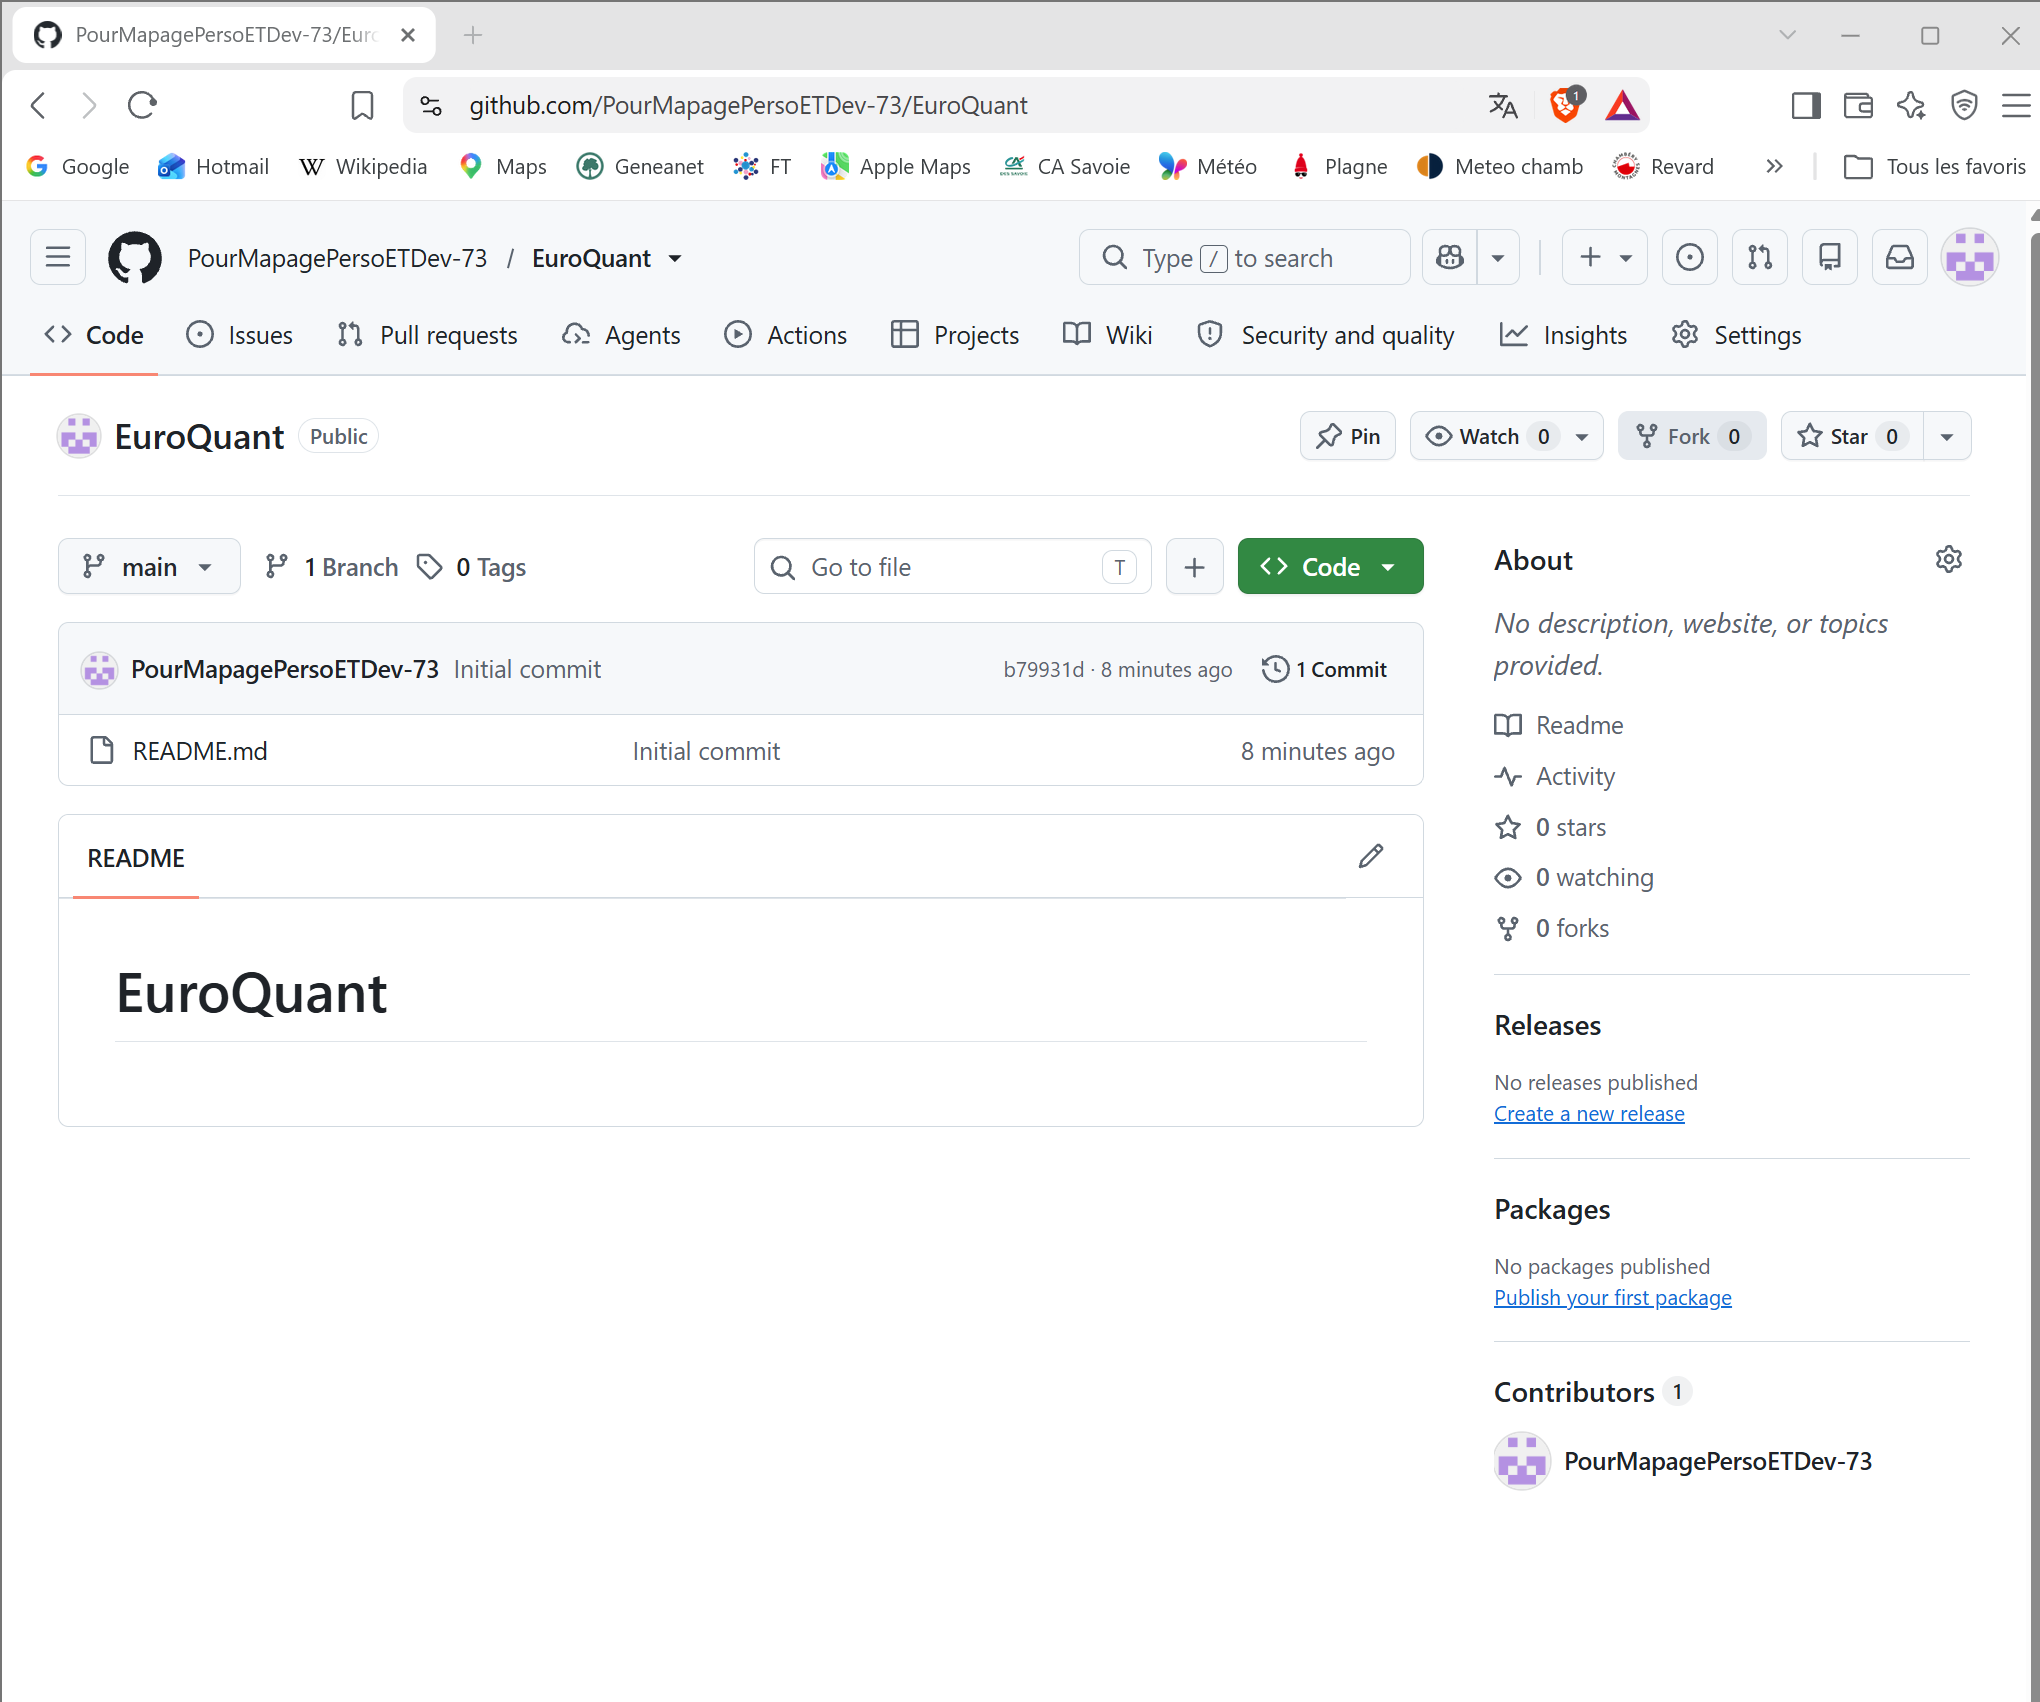 PourMapagePersoETDev-73/Euro
github.com/PourMapagePersoETDev-73/EuroQuant
1
Google Hotmail Wikipedia Maps Geneanet FT Apple Maps CA Savoie Météo Plagne Meteo chamb Revard Tous les favoris
PourMapagePersoETDev-73 / EuroQuant Type / to search
Code Issues Pull requests Agents Actions Projects Wiki Security and quality Insights Settings
EuroQuant Public Pin Watch 0 Fork 0 Star 0
main 1 Branch 0 Tags Go to file T Code
PourMapagePersoETDev-73 Initial commit b79931d · 8 minutes ago 1 Commit
README.md Initial commit 8 minutes ago
README
EuroQuant
About
No description, website, or topics
provided.
Readme
Activity
0 stars
0 watching
0 forks
Releases
No releases published
Create a new release
Packages
No packages published
Publish your first package
Contributors 1
PourMapagePersoETDev-73